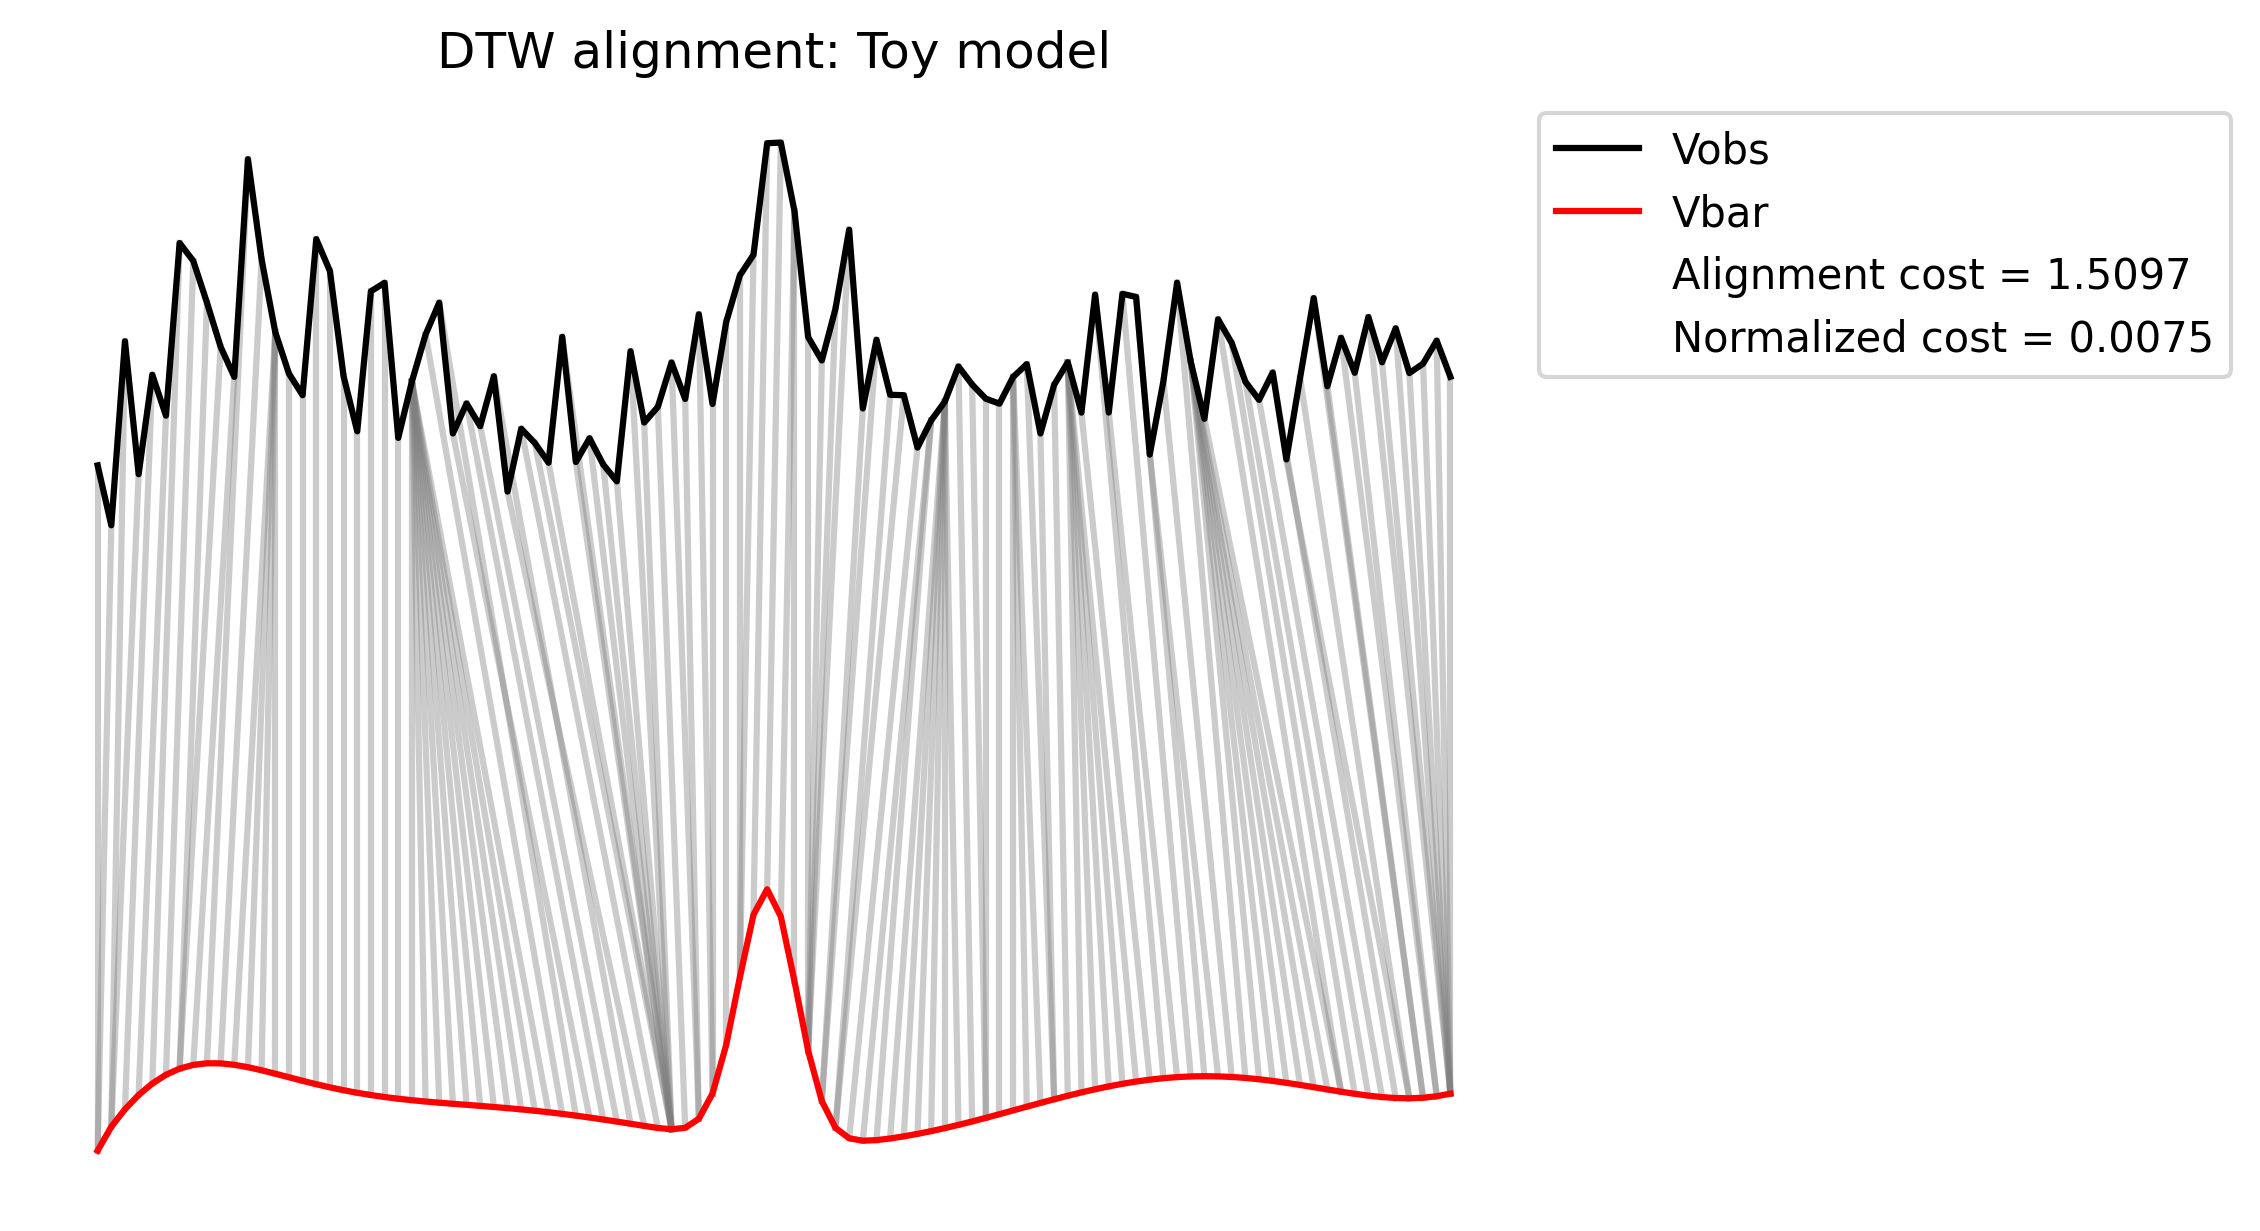 DTW alignment: Toy model
Vobs
Vbar
Alignment cost = 1.5097
Normalized cost = 0.0075